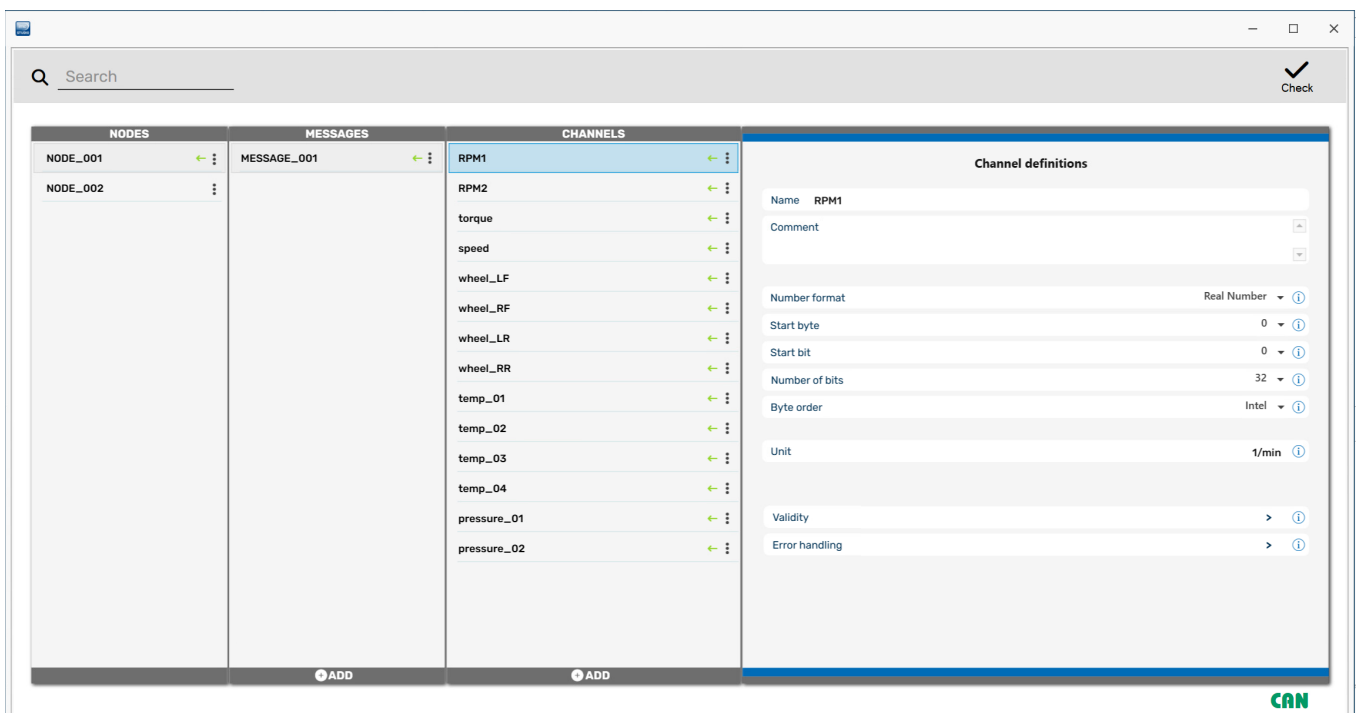 Search
Check
NODES
MESSAGES
CHANNELS
NODE_001
NODE_002
MESSAGE_001
ADD
RPM1
RPM2
torque
speed
wheel_LF
wheel_RF
wheel_LR
wheel_RR
temp_01
temp_02
temp_03
temp_04
pressure_01
pressure_02
ADD
Channel definitions
Name RPM1
Comment
Number format Real Number
Start byte 0
Start bit 0
Number of bits 32
Byte order Intel
Unit 1/min
Validity >
Error handling >
CAN